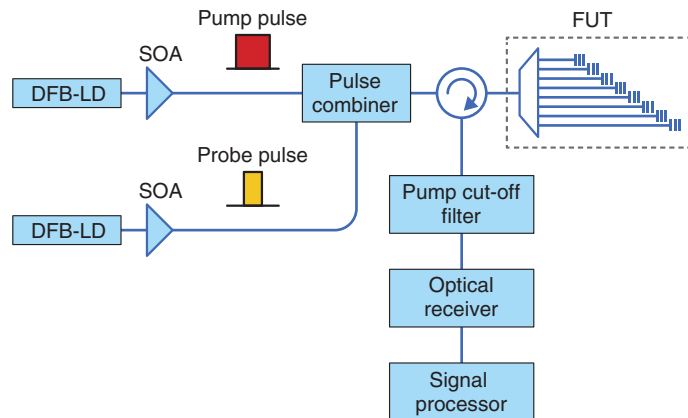 Pump pulse
FUT
SOA
DFB-LD
Pulse
combiner
Probe pulse
SOA
DFB-LD
Pump cut-off
filter
Optical
receiver
Signal
processor